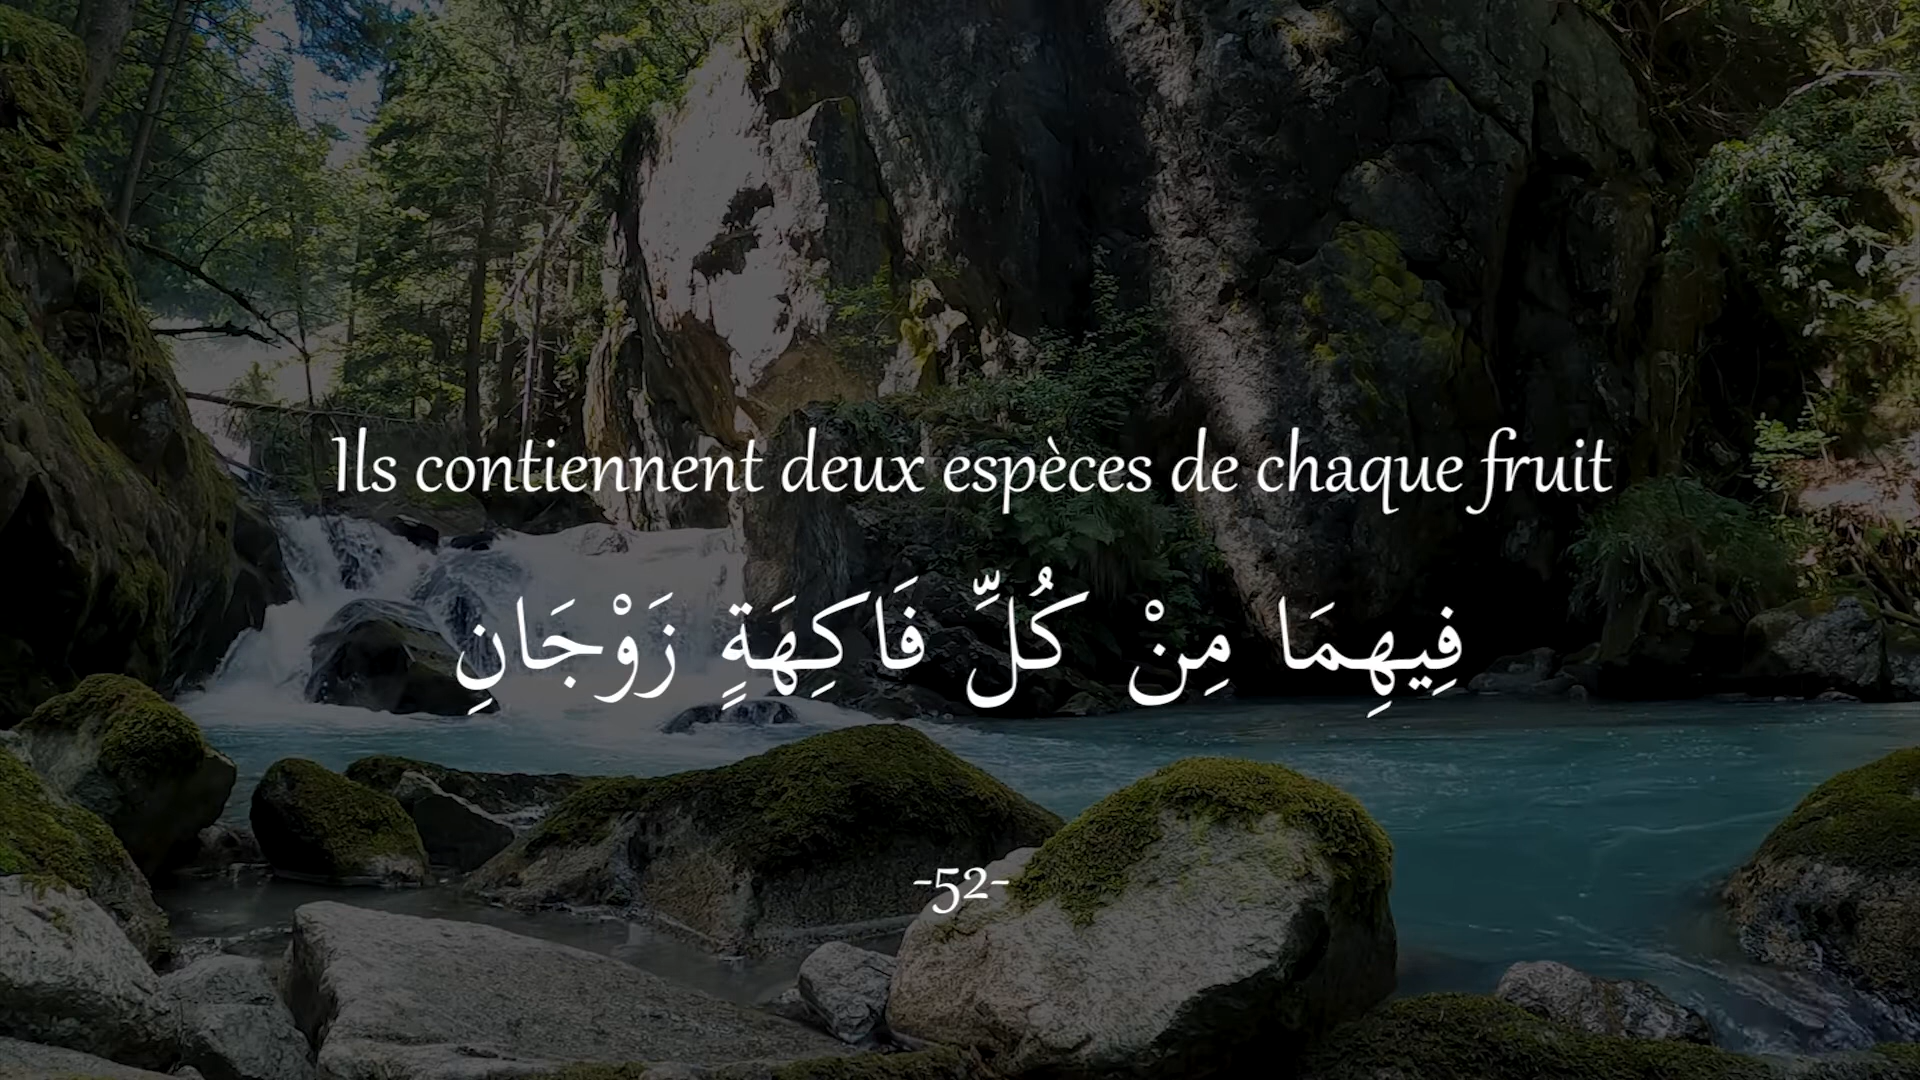 Ils contiennent deux espèces de chaque fruit
فِيهِمَا مِنْ كُلِّ فَاكِهَةٍ زَوْجَانِ
-52-